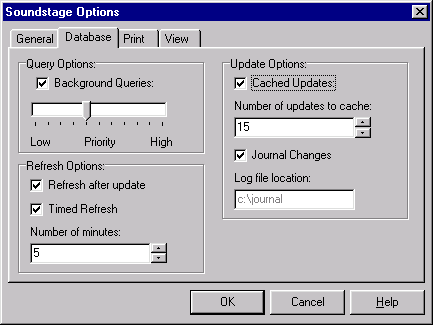 Soundstage Options
General Database Print View
Query Options:
Background Queries:
Low Priority High
Refresh Options:
Refresh after update
Timed Refresh
Number of minutes:
5
Update Options:
Cached Updates:
Number of updates to cache:
15
Journal Changes
Log file location:
c:\journal
OK Cancel Help